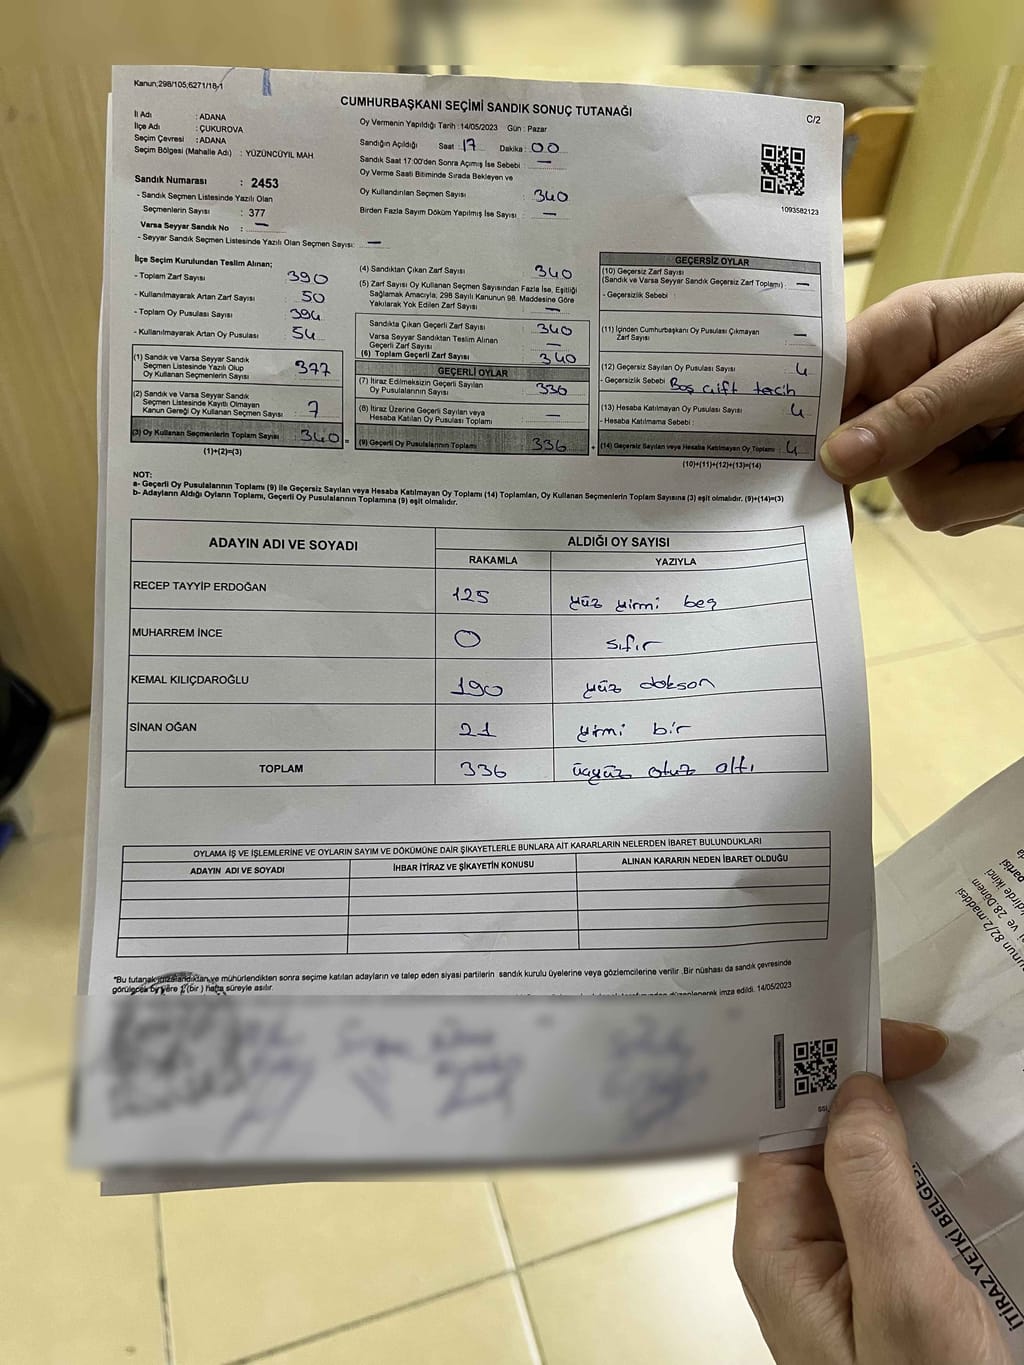 Kanun;298/105;6271/18-1
CUMHURBAŞKANI SEÇİMİ SANDIK SONUÇ TUTANAĞI
C/2
İl Adı : ADANA
İlçe Adı : ÇUKUROVA
Seçim Çevresi : ADANA
Seçim Bölgesi (Mahalle Adı) : YÜZÜNCÜYIL MAH
Sandık Numarası : 2453
- Sandık Seçmen Listesinde Yazılı Olan
Seçmenlerin Sayısı : 377
Varsa Seyyar Sandık No : —
- Seyyar Sandık Seçmen Listesinde Yazılı Olan Seçmen Sayısı: —
Oy Vermenin Yapıldığı Tarih :14/05/2023 Gün : Pazar
Sandığın Açıldığı Saat : 17 Dakika : 00
Sandık Saat 17:00'den Sonra Açımış İse Sebebi : —
Oy Verme Saati Bitiminde Sırada Bekleyen ve
Oy Kullandırılan Seçmen Sayısı : 340
Birden Fazla Sayım Döküm Yapılmış İse Sayısı : —
1093582123
İlçe Seçim Kurulundan Teslim Alınan;
- Toplam Zarf Sayısı : 390
- Kullanılmayarak Artan Zarf Sayısı : 50
- Toplam Oy Pusulası Sayısı : 394
- Kullanılmayarak Artan Oy Pusulası : 54
(1) Sandık ve Varsa Seyyar Sandık
Seçmen Listesinde Yazılı Olup
Oy Kullanan Seçmenlerin Sayısı : 377
(2) Sandık ve Varsa Seyyar Sandık
Seçmen Listesinde Kayıtlı Olmayan
Kanun Gereği Oy Kullanan Seçmen Sayısı : 7
(3) Oy Kullanan Seçmenlerin Toplam Sayısı : 340 =
(1)+(2)=(3)
(4) Sandıktan Çıkan Zarf Sayısı : 340
(5) Zarf Sayısı Oy Kullanan Seçmen Sayısından Fazla İse, Eşitliği
Sağlamak Amacıyla, 298 Sayılı Kanunun 98. Maddesine Göre
Yakılarak Yok Edilen Zarf Sayısı : —
Sandıkta Çıkan Geçerli Zarf Sayısı : 340
Varsa Seyyar Sandıktan Teslim Alınan
Geçerli Zarf Sayısı : —
(6) Toplam Geçerli Zarf Sayısı : 340
GEÇERLİ OYLAR
(7) İtiraz Edilmeksizin Geçerli Sayılan
Oy Pusulalarının Sayısı : 336
(8) İtiraz Üzerine Geçerli Sayılan veya
Hesaba Katılan Oy Pusulası Toplamı : —
(9) Geçerli Oy Pusulalarının Toplamı : 336 +
GEÇERSİZ OYLAR
(10) Geçersiz Zarf Sayısı
(Sandık ve Varsa Seyyar Sandık Geçersiz Zarf Toplamı) : —
- Geçersizlik Sebebi :
(11) İçinden Cumhurbaşkanı Oy Pusulası Çıkmayan
Zarf Sayısı : —
(12) Geçersiz Sayılan Oy Pusulası Sayısı : 4
- Geçersizlik Sebebi : Boş çift tercih
(13) Hesaba Katılmayan Oy Pusulası Sayısı : 4
- Hesaba Katılmama Sebebi :
(14) Geçersiz Sayılan veya Hesaba Katılmayan Oy Toplamı : 4
(10)+(11)+(12)+(13)=(14)
NOT:
a- Geçerli Oy Pusulalarının Toplamı (9) ile Geçersiz Sayılan veya Hesaba Katılmayan Oy Toplamı (14) Toplamları, Oy Kullanan Seçmenlerin Toplam Sayısına (3) eşit olmalıdır. (9)+(14)=(3)
b- Adayların Aldığı Oyların Toplamı, Geçerli Oy Pusulalarının Toplamına (9) eşit olmalıdır.
ADAYIN ADI VE SOYADI ALDIĞI OY SAYISI
RAKAMLA YAZIYLA
RECEP TAYYİP ERDOĞAN 125 yüz yirmi beş
MUHARREM İNCE 0 sıfır
KEMAL KILIÇDAROĞLU 190 yüz doksan
SİNAN OĞAN 21 yirmi bir
TOPLAM 336 üçyüz otuz altı
OYLAMA İŞ VE İŞLEMLERİNE VE OYLARIN SAYIM VE DÖKÜMÜNE DAİR ŞİKAYETLERLE BUNLARA AİT KARARLARIN NELERDEN İBARET BULUNDUKLARI
ADAYIN ADI VE SOYADI İHBAR İTİRAZ VE ŞİKAYETİN KONUSU ALINAN KARARIN NEDEN İBARET OLDUĞU
*Bu tutanak imzalandıktan ve mühürlendikten sonra seçime katılan adayların ve talep eden siyasi partilerin sandık kurulu üyelerine veya gözlemcilerine verilir .Bir nüshası da sandık çevresinde
görülecek bir yere 1 (bir ) hafta süreyle asılır.
düzenlenerek imza edildi. 14/05/2023
unun 82/2.maddesi
ve 28.Dönem
partisi
İTİRAZ YETKİ BELGESİ